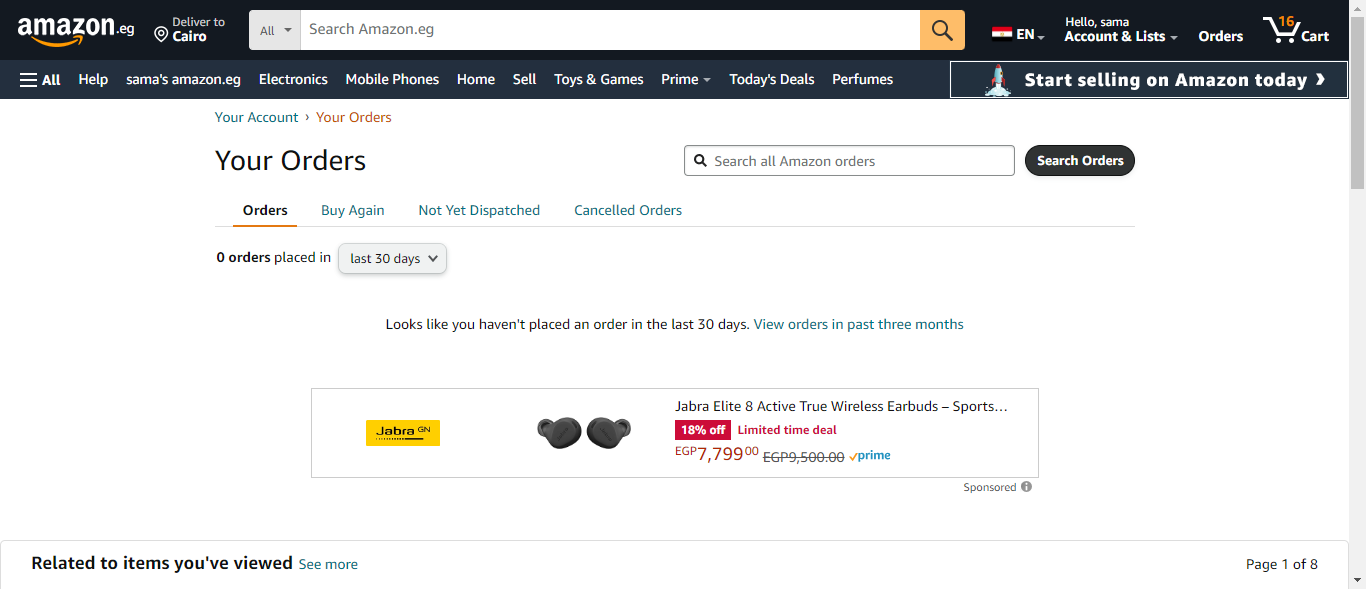 amazon.eg
Deliver to
Cairo
All
Search Amazon.eg
EN
Hello, sama
Account & Lists
Orders
16
Cart
All Help sama's amazon.eg Electronics Mobile Phones Home Sell Toys & Games Prime Today's Deals Perfumes
Start selling on Amazon today ❯
Your Account › Your Orders
Your Orders
Search all Amazon orders
Search Orders
Orders Buy Again Not Yet Dispatched Cancelled Orders
0 orders placed in last 30 days
Looks like you haven't placed an order in the last 30 days. View orders in past three months
Jabra GN
Jabra Elite 8 Active True Wireless Earbuds – Sports…
18% off Limited time deal
EGP7,79900 EGP9,500.00 prime
Sponsored
Related to items you've viewed See more
Page 1 of 8